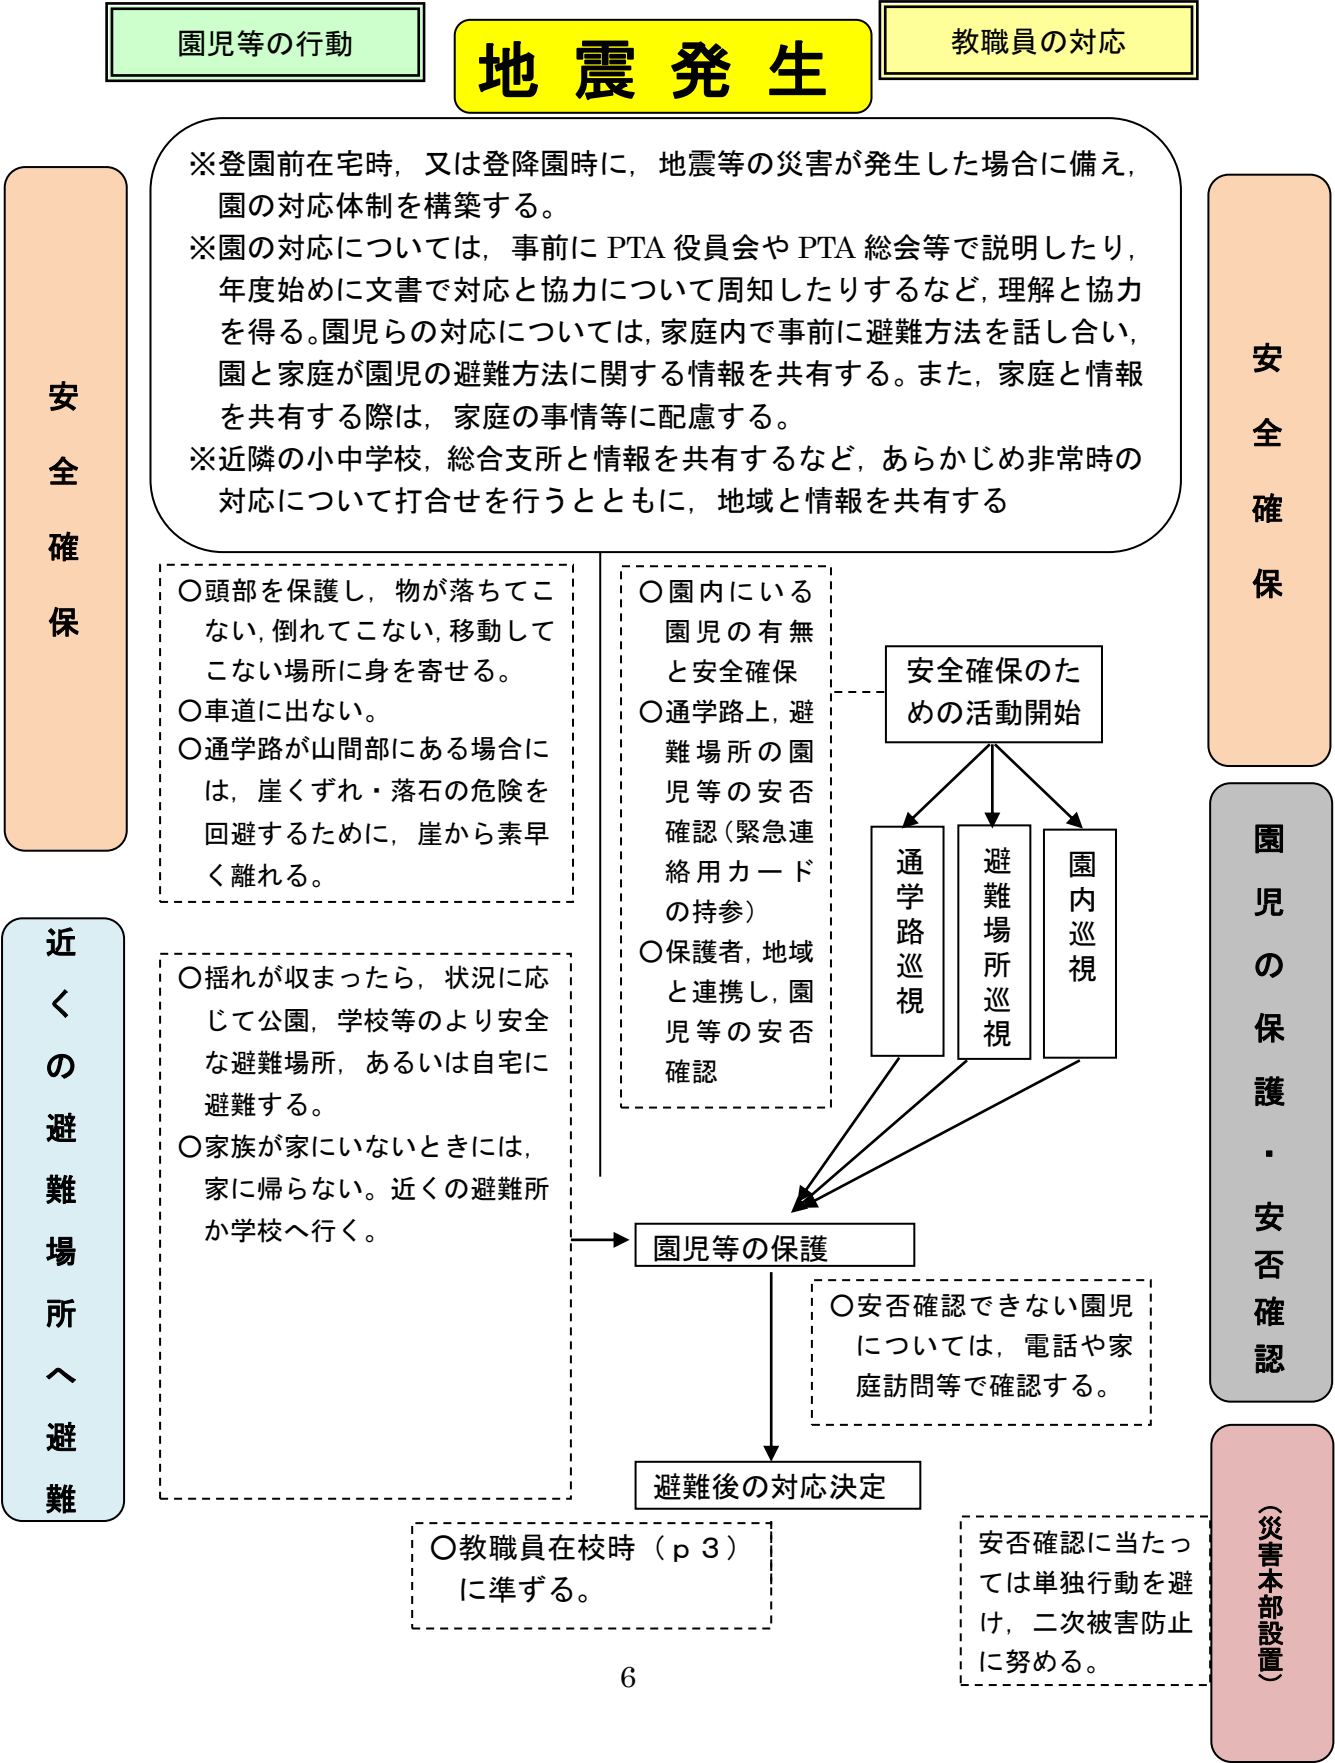 園児等の行動
地震発生
教職員の対応
※登園前在宅時，又は登降園時に，地震等の災害が発生した場合に備え，
園の対応体制を構築する。
※園の対応については，事前に PTA 役員会や PTA 総会等で説明したり，
年度始めに文書で対応と協力について周知したりするなど，理解と協力
を得る。園児らの対応については，家庭内で事前に避難方法を話し合い，
園と家庭が園児の避難方法に関する情報を共有する。また，家庭と情報
を共有する際は，家庭の事情等に配慮する。
※近隣の小中学校，総合支所と情報を共有するなど，あらかじめ非常時の
対応について打合せを行うとともに，地域と情報を共有する
安全確保
安全確保
○頭部を保護し，物が落ちてこ
ない，倒れてこない，移動して
こない場所に身を寄せる。
○車道に出ない。
○通学路が山間部にある場合に
は，崖くずれ・落石の危険を
回避するために，崖から素早
く離れる。
○園内にいる
園児の有無
と安全確保
○通学路上，避
難場所の園
児等の安否
確認（緊急連
絡用カード
の持参）
○保護者，地域
と連携し，園
児等の安否
確認
安全確保のた
めの活動開始
通学路巡視
避難場所巡視
園内巡視
園児の保護・安否確認
近くの避難場所へ避難
○揺れが収まったら，状況に応
じて公園，学校等のより安全
な避難場所，あるいは自宅に
避難する。
○家族が家にいないときには，
家に帰らない。近くの避難所
か学校へ行く。
園児等の保護
○安否確認できない園児
については，電話や家
庭訪問等で確認する。
避難後の対応決定
○教職員在校時（ｐ３）
に準ずる。
安否確認に当たっ
ては単独行動を避
け，二次被害防止
に努める。
（災害本部設置）
6